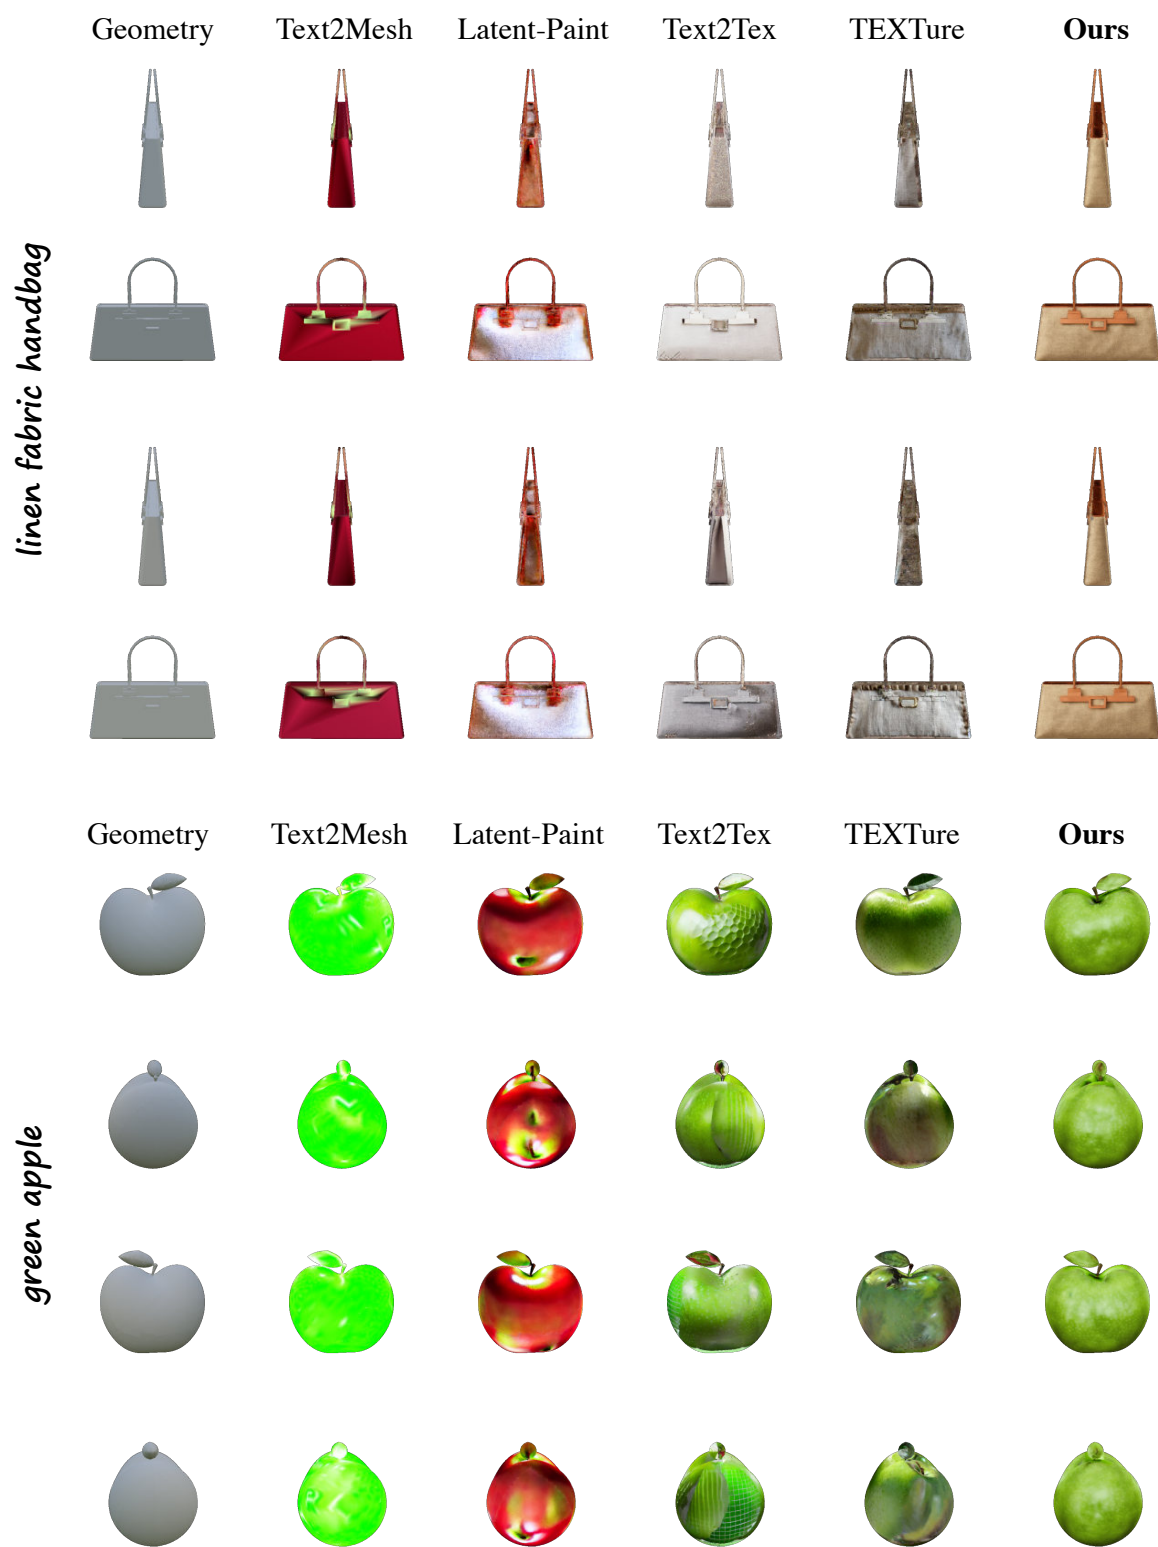 Geometry Text2Mesh Latent-Paint Text2Tex TEXTure Ours
linen fabric handbag
Geometry Text2Mesh Latent-Paint Text2Tex TEXTure Ours
green apple